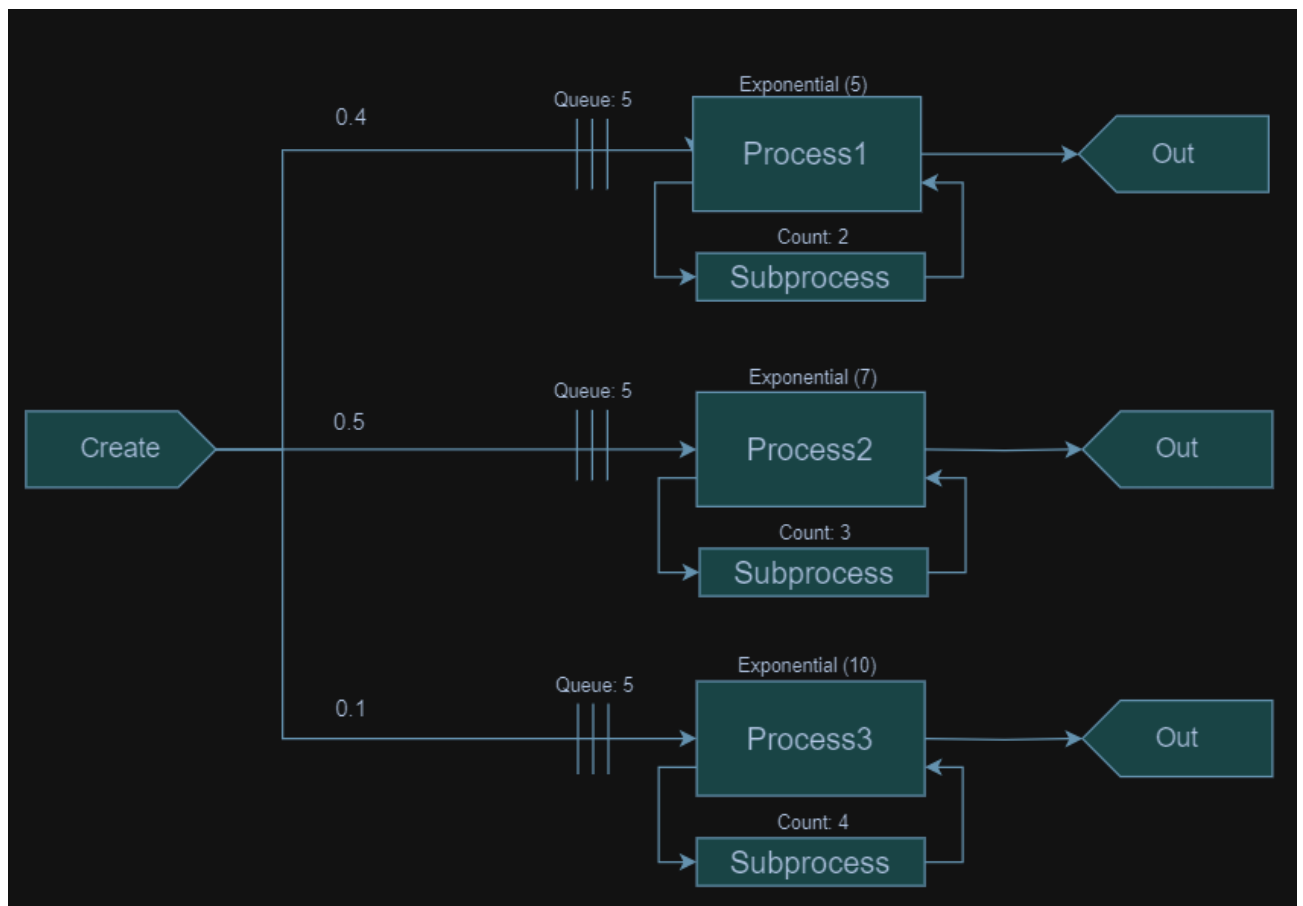 Exponential (5)
Queue: 5
0.4
Process1
Out
Count: 2
Subprocess
Exponential (7)
Queue: 5
0.5
Create
Process2
Out
Count: 3
Subprocess
Exponential (10)
Queue: 5
0.1
Process3
Out
Count: 4
Subprocess